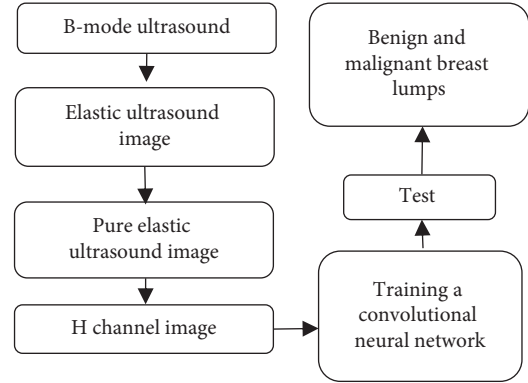 B-mode ultrasound
Elastic ultrasound
image
Pure elastic
ultrasound image
H channel image
Training a
convolutional
neural network
Test
Benign and
malignant breast
lumps